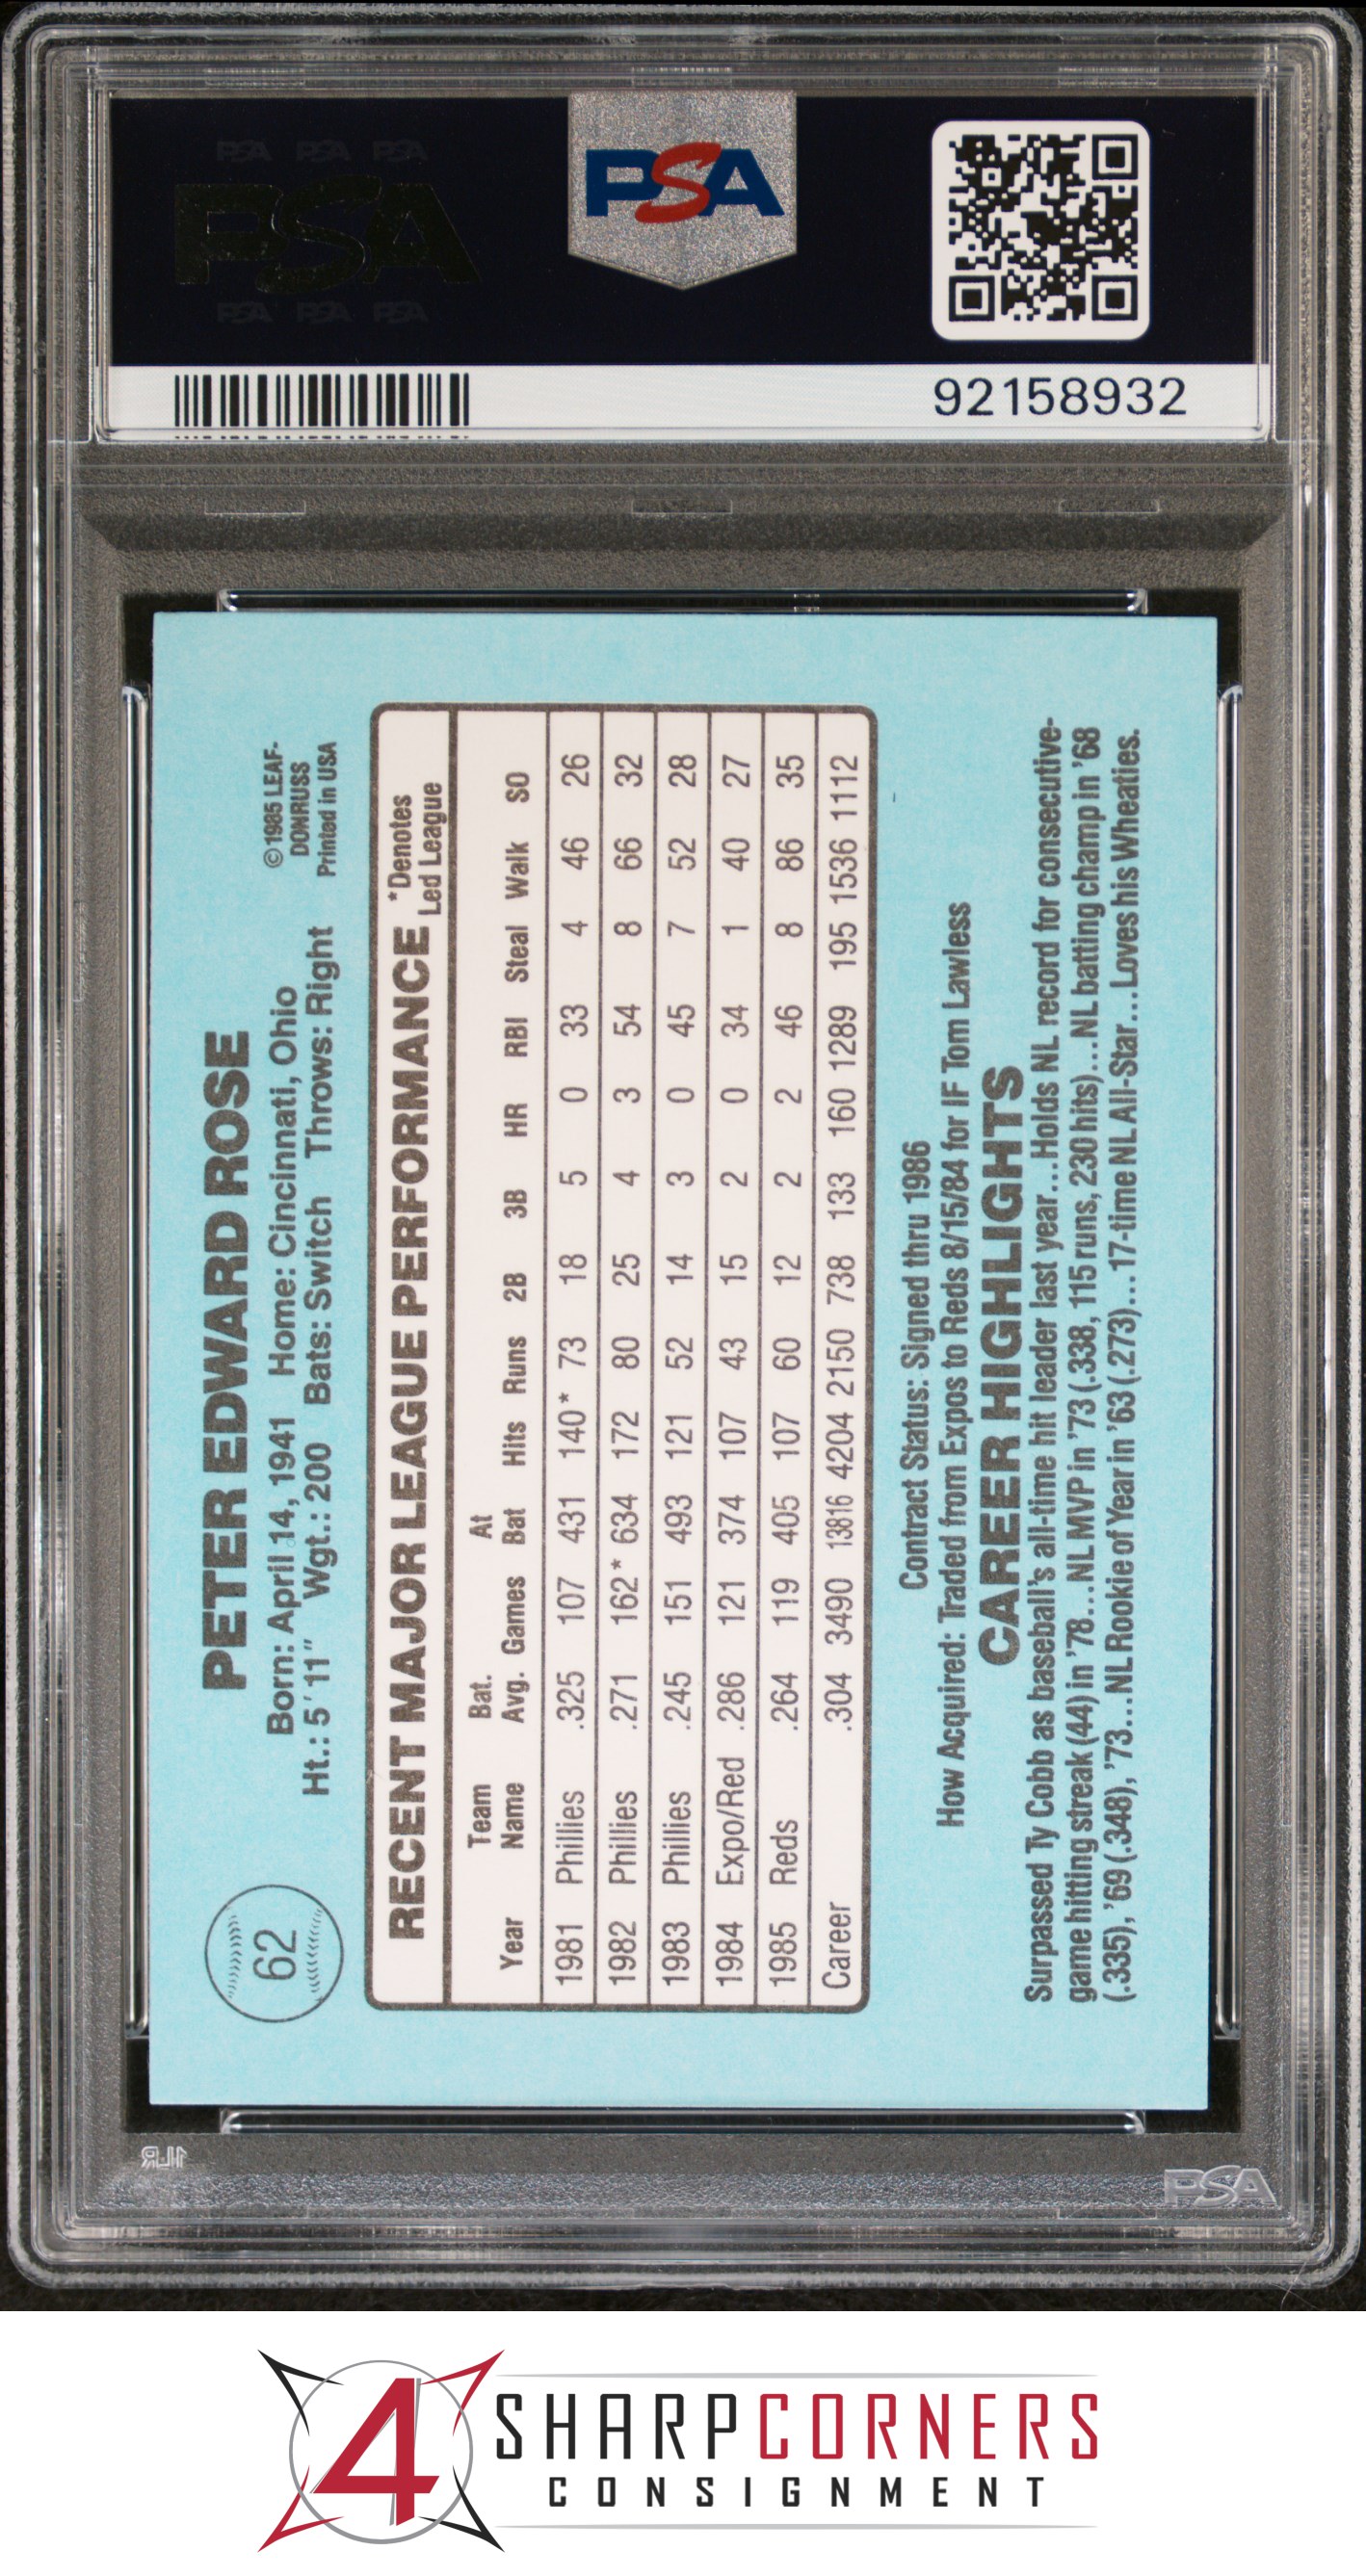 PSA PSA PSA
PSA
PSA PSA PSA
PSA
92158932
62
PETER EDWARD ROSE
© 1985 LEAF-
DONRUSS
Printed in USA
Born: April 14, 1941 Home: Cincinnati, Ohio
Ht.: 5' 11" Wgt.: 200 Bats: Switch Throws: Right
RECENT MAJOR LEAGUE PERFORMANCE *Denotes
Led League
Year Team Name Bat. Avg. Games At Bat Hits Runs 2B 3B HR RBI Steal Walk SO
1981 Phillies .325 107 431 140* 73 18 5 0 33 4 46 26
1982 Phillies .271 162* 634 172 80 25 4 3 54 8 66 32
1983 Phillies .245 151 493 121 52 14 3 0 45 7 52 28
1984 Expo/Red .286 121 374 107 43 15 2 0 34 1 40 27
1985 Reds .264 119 405 107 60 12 2 2 46 8 86 35
Career .304 3490 13816 4204 2150 738 133 160 1289 195 1536 1112
Contract Status: Signed thru 1986
How Acquired: Traded from Expos to Reds 8/15/84 for IF Tom Lawless
CAREER HIGHLIGHTS
Surpassed Ty Cobb as baseball's all-time hit leader last year...Holds NL record for consecutive-
game hitting streak (44) in '78...NL MVP in '73 (.338, 115 runs, 230 hits)...NL batting champ in '68
(.335), '69 (.348), '73...NL Rookie of Year in '63 (.273)...17-time NL All-Star...Loves his Wheaties.
PSA
4 SHARPCORNERS
CONSIGNMENT